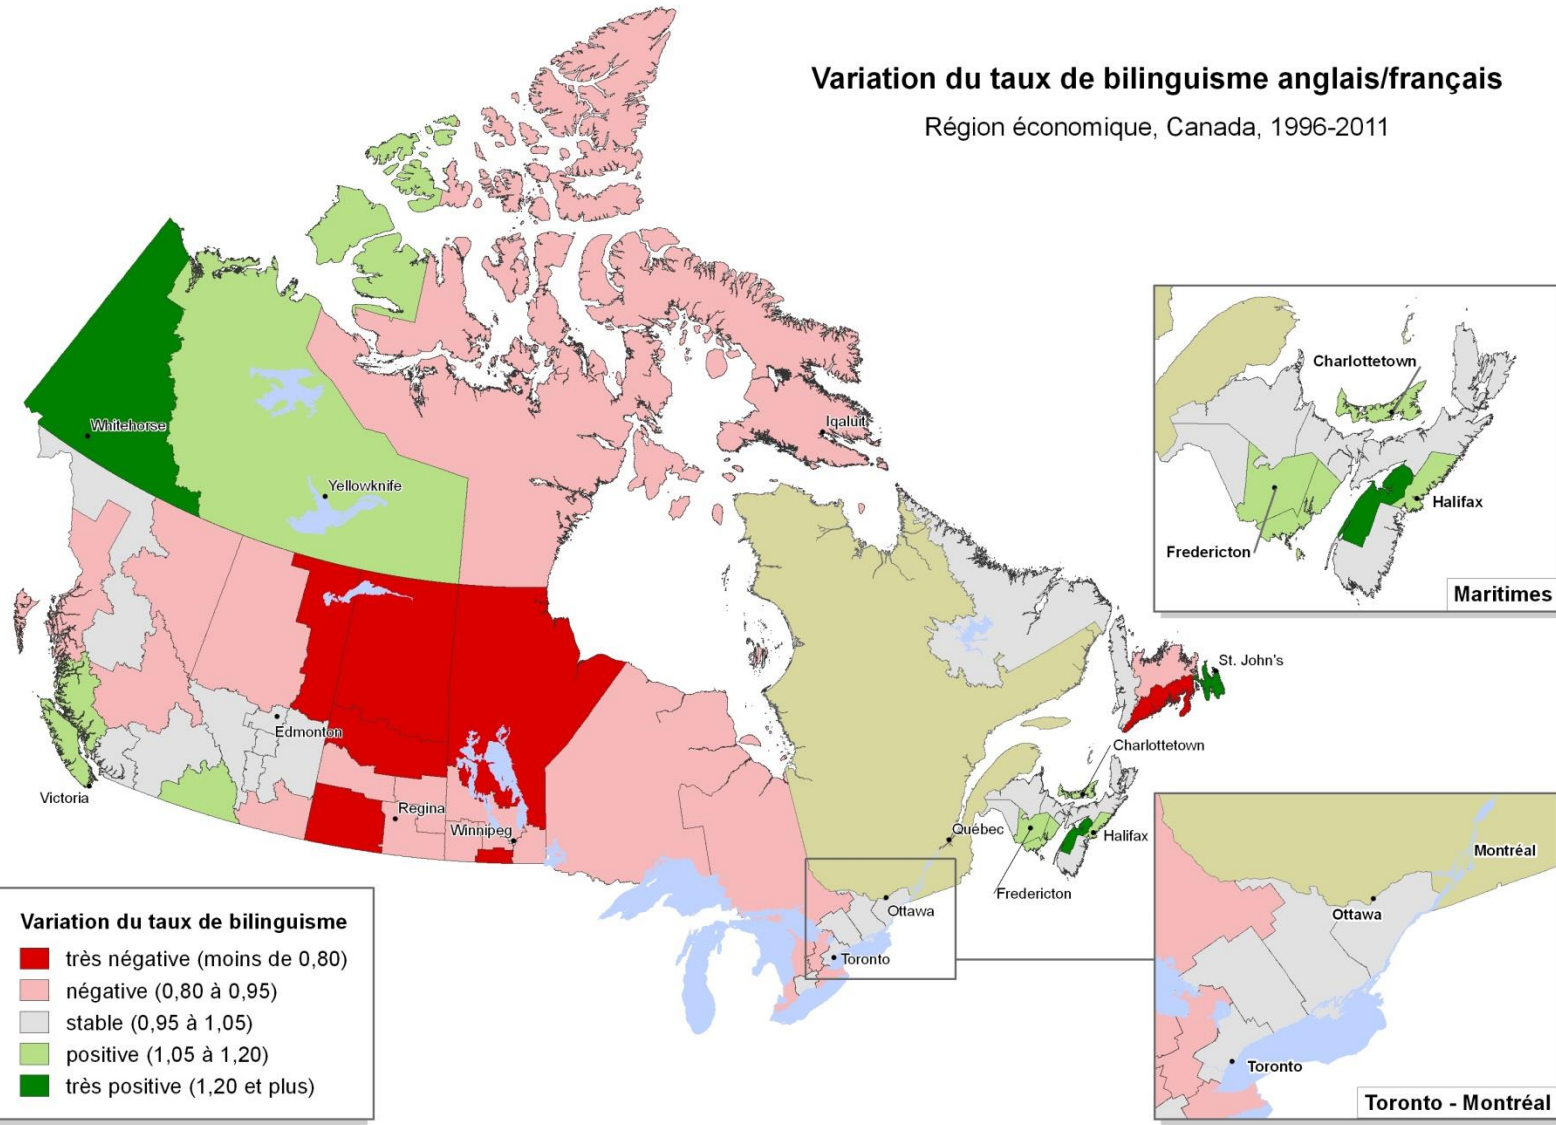 Variation du taux de bilinguisme anglais/français
Région économique, Canada, 1996-2011
Whitehorse
Yellowknife
Iqaluit
Edmonton
Victoria
Regina
Winnipeg
St. John's
Charlottetown
Québec
Halifax
Fredericton
Ottawa
Toronto
Charlottetown
Halifax
Fredericton
Maritimes
Montréal
Ottawa
Toronto
Toronto - Montréal
Variation du taux de bilinguisme
très négative (moins de 0,80)
négative (0,80 à 0,95)
stable (0,95 à 1,05)
positive (1,05 à 1,20)
très positive (1,20 et plus)